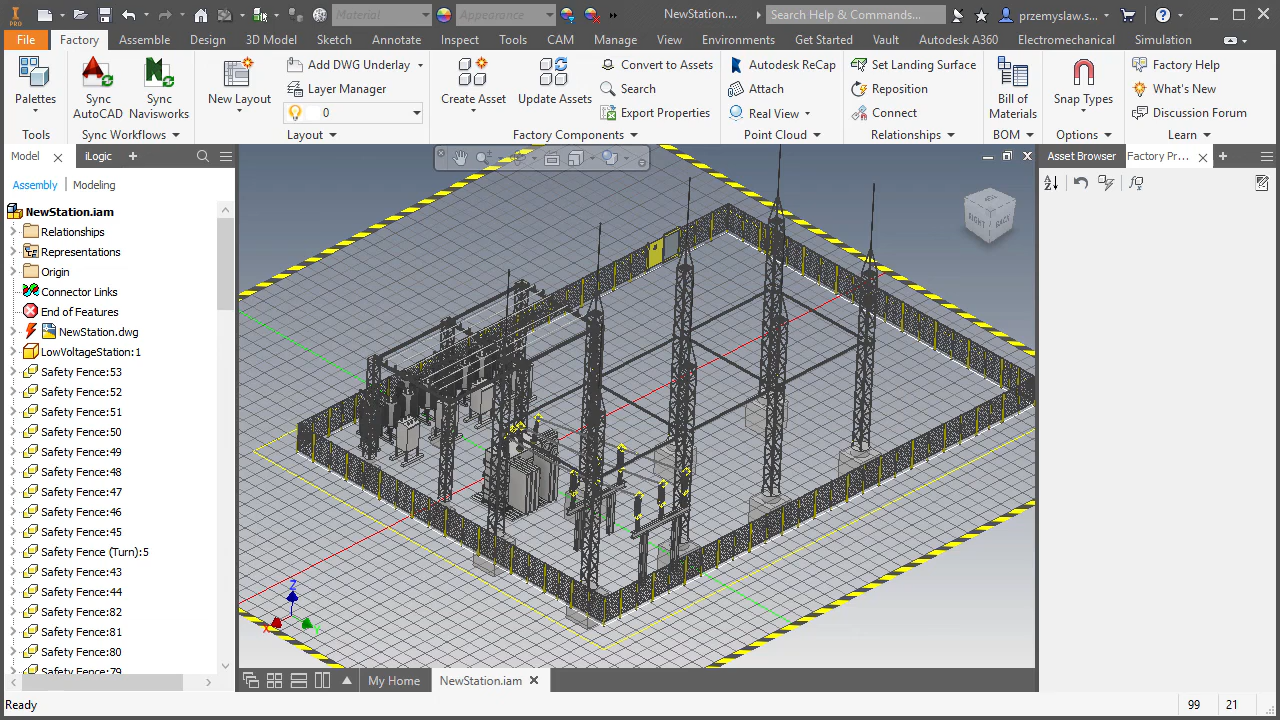 PRO
Material
Appearance
NewStation....
Search Help & Commands...
przemyslaw.s...
File
Factory
Assemble
Design
3D Model
Sketch
Annotate
Inspect
Tools
CAM
Manage
View
Environments
Get Started
Vault
Autodesk A360
Electromechanical
Simulation
Palettes
Tools
Sync
AutoCAD
Sync
Navisworks
Sync Workflows
New Layout
Add DWG Underlay
Layer Manager
0
Layout
Create Asset
Update Assets
Convert to Assets
Search
Export Properties
Factory Components
Autodesk ReCap
Attach
Real View
Point Cloud
Set Landing Surface
Reposition
Connect
Relationships
Bill of
Materials
BOM
Snap Types
Options
Factory Help
What's New
Discussion Forum
Learn
Model
iLogic
Assembly
Modeling
NewStation.iam
Relationships
Representations
Origin
Connector Links
End of Features
NewStation.dwg
LowVoltageStation:1
Safety Fence:53
Safety Fence:52
Safety Fence:51
Safety Fence:50
Safety Fence:49
Safety Fence:48
Safety Fence:47
Safety Fence:46
Safety Fence:45
Safety Fence (Turn):5
Safety Fence:43
Safety Fence:44
Safety Fence:82
Safety Fence:81
Safety Fence:80
Safety Fence:79
RIGHT
BACK
Z
X
Y
Asset Browser
Factory Pr...
My Home
NewStation.iam
Ready
99
21